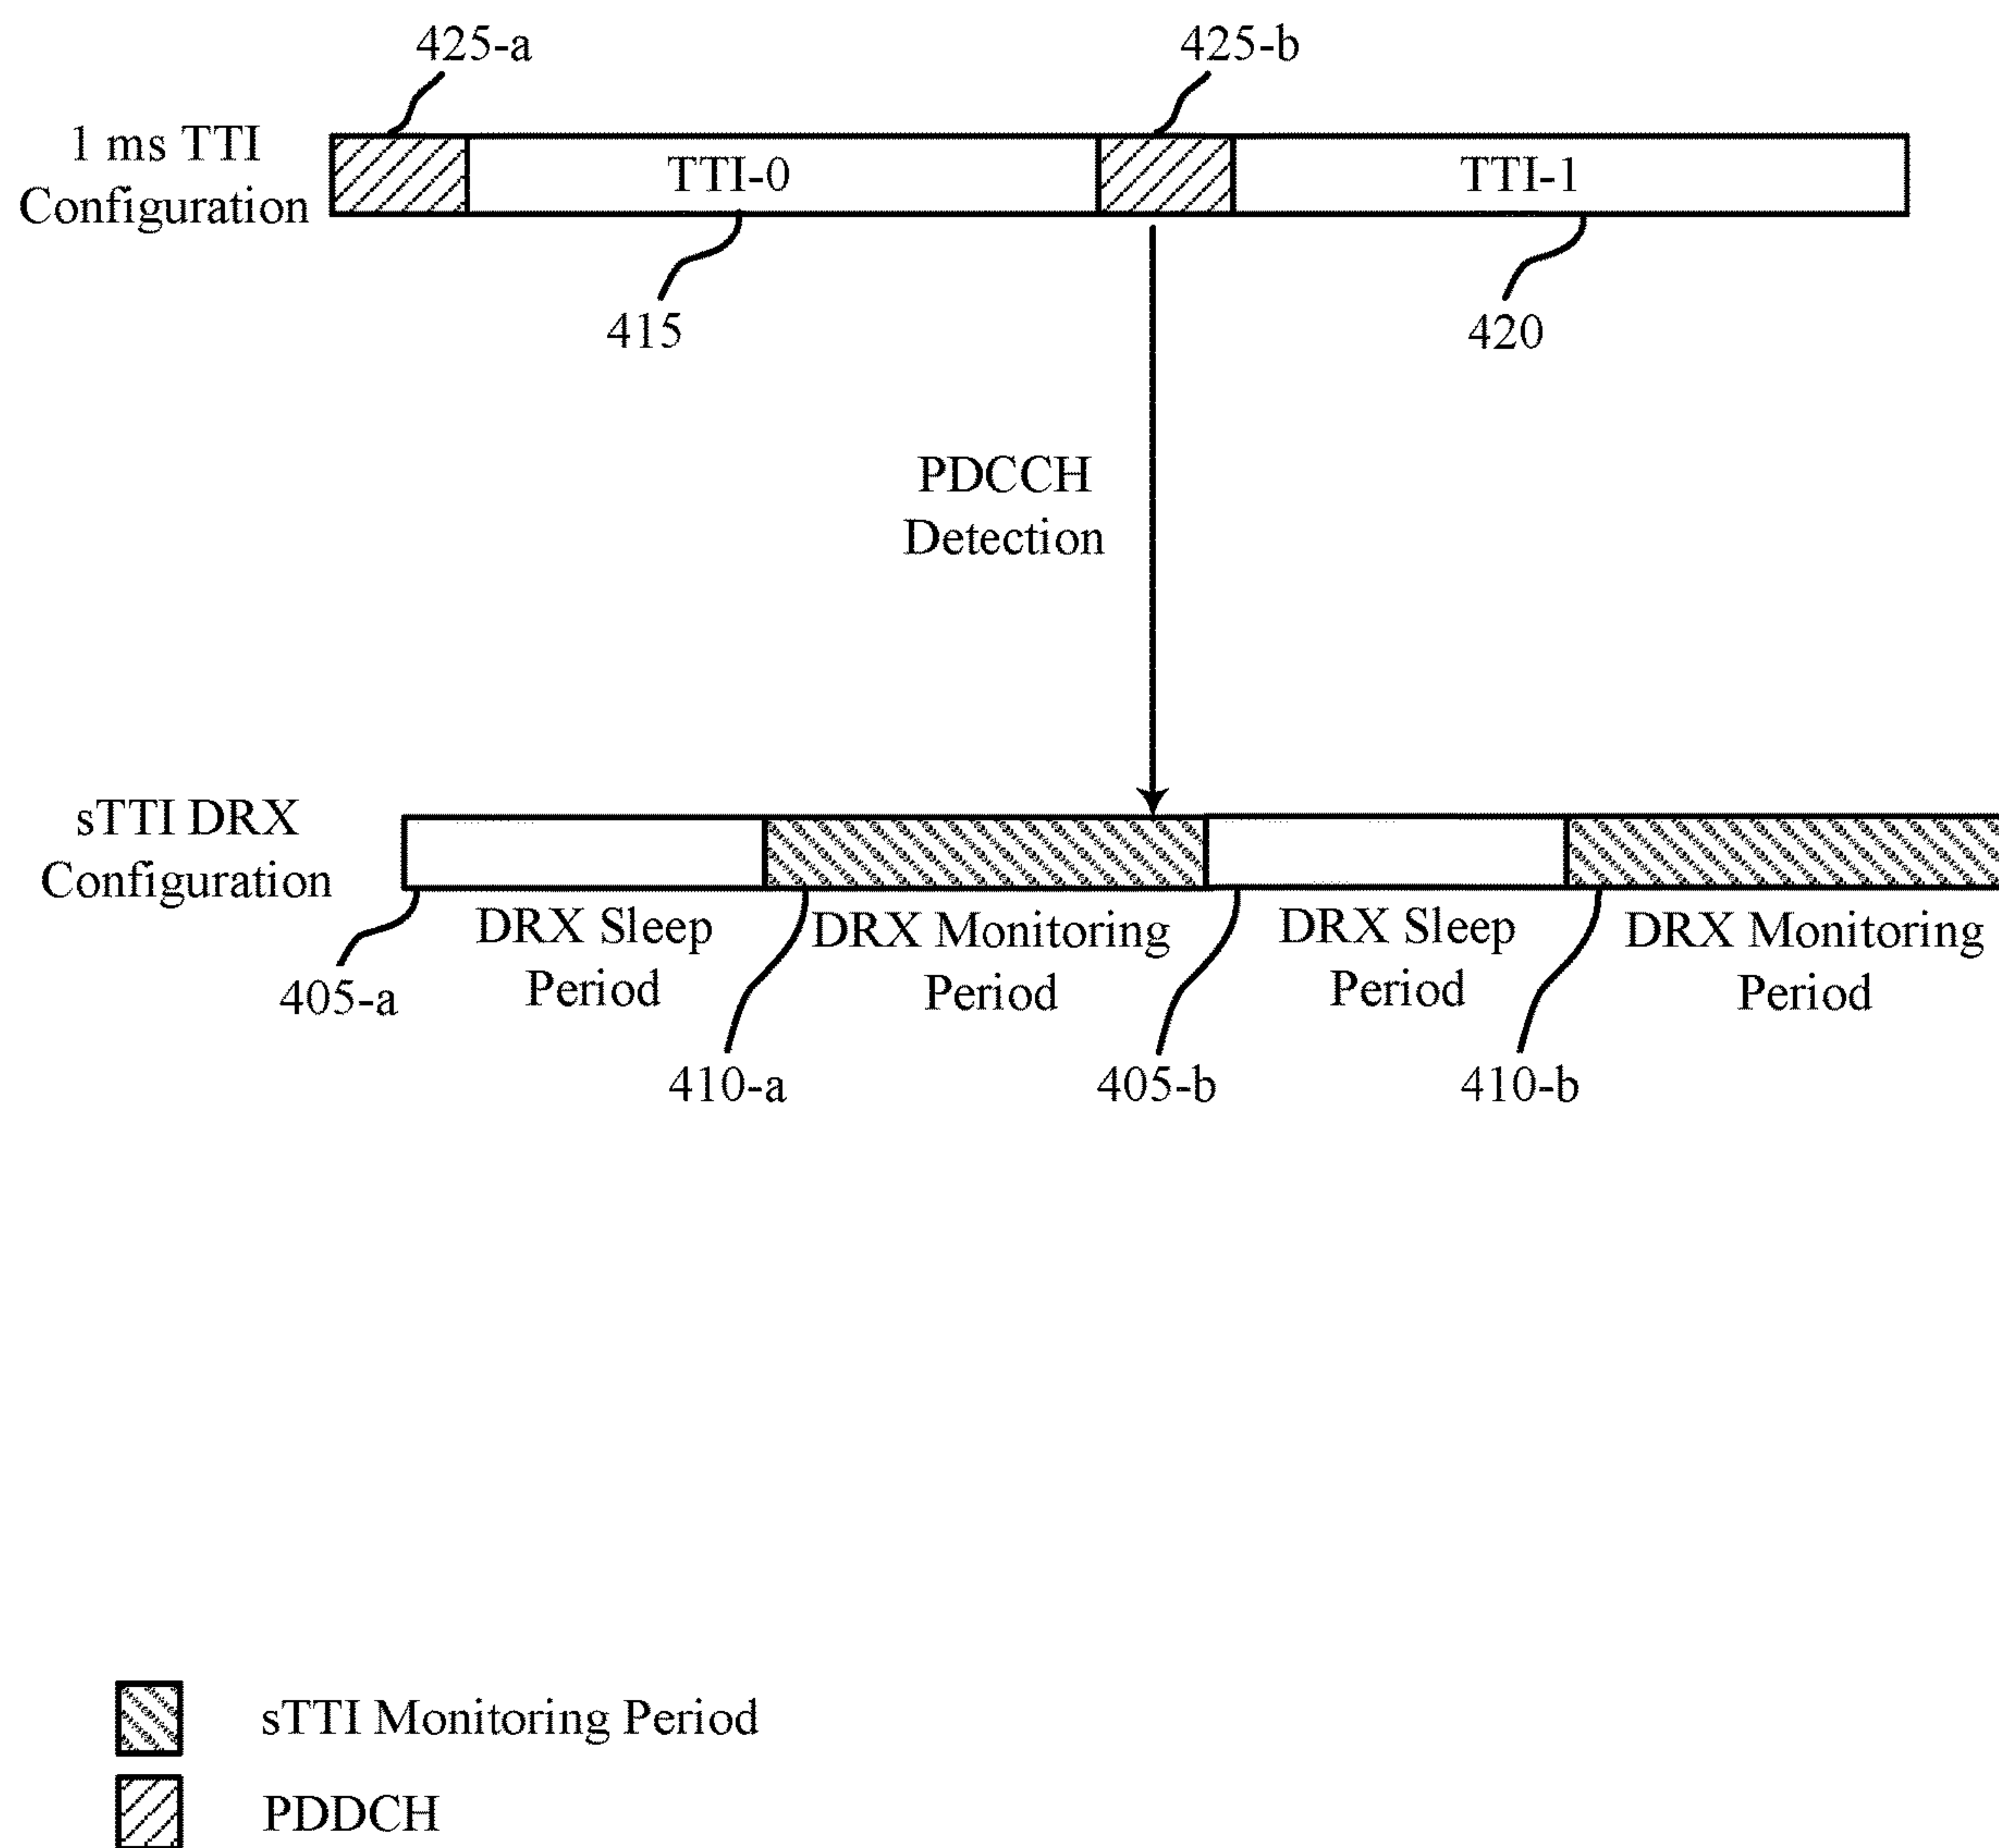 425-a
425-b
1 ms TTI
Configuration
TTI-0
TTI-1
415
420
PDCCH
Detection
sTTI DRX
Configuration
DRX Sleep
Period
DRX Monitoring
Period
DRX Sleep
Period
DRX Monitoring
Period
405-a
410-a
405-b
410-b
sTTI Monitoring Period
PDDCH